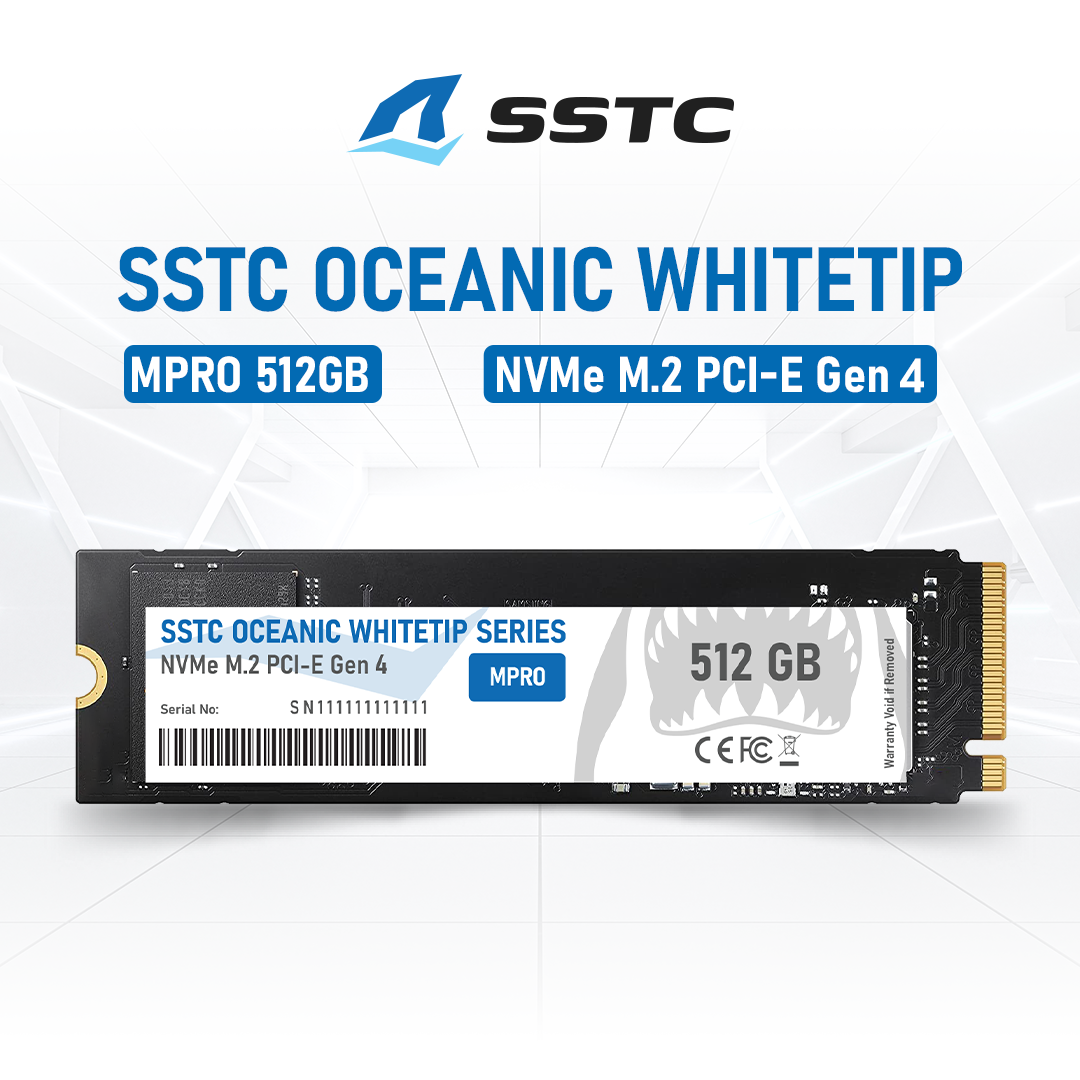 SSTC
SSTC OCEANIC WHITETIP
MPRO 512GB
NVMe M.2 PCI-E Gen 4
SSTC OCEANIC WHITETIP SERIES
NVMe M.2 PCI-E Gen 4
MPRO
512 GB
Serial No: SN111111111111
CE FC
Warranty Void if Removed